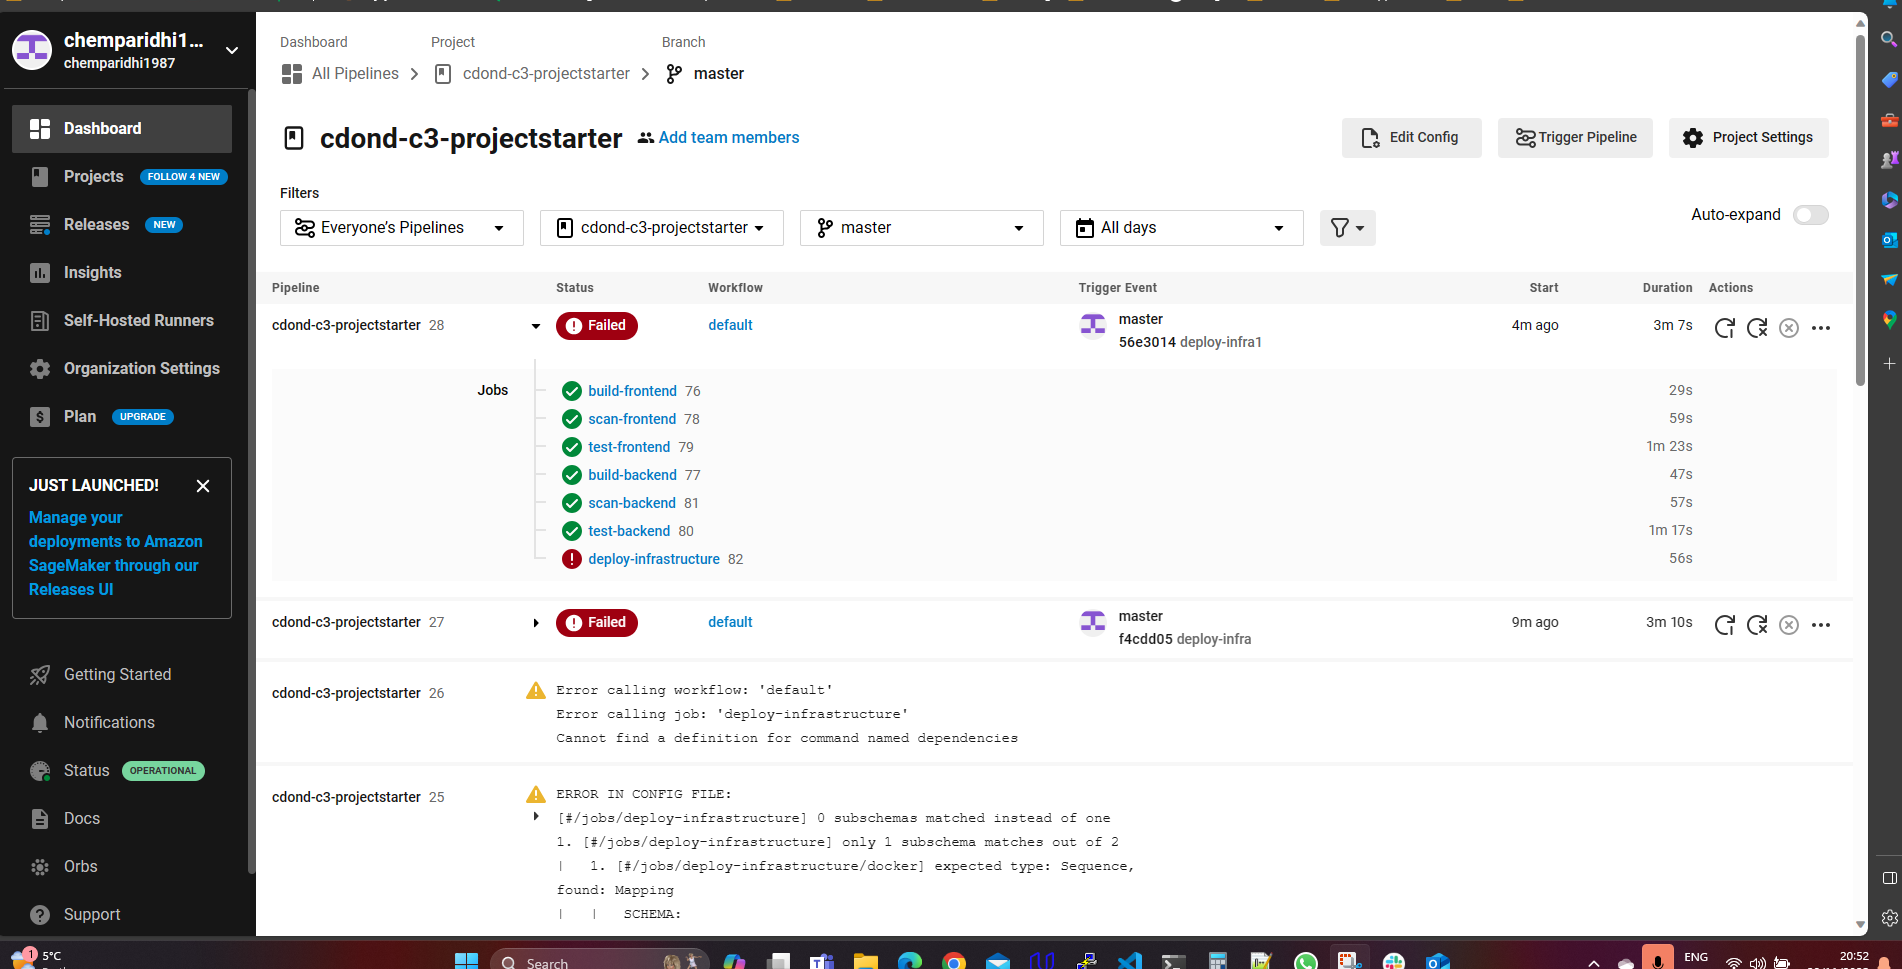 chemparidhi1...
chemparidhi1987
Dashboard
Projects FOLLOW 4 NEW
Releases NEW
Insights
Self-Hosted Runners
Organization Settings
Plan UPGRADE
JUST LAUNCHED!
Manage your
deployments to Amazon
SageMaker through our
Releases UI
Getting Started
Notifications
Status OPERATIONAL
Docs
Orbs
Support
Dashboard Project Branch
All Pipelines cdond-c3-projectstarter master
cdond-c3-projectstarter Add team members
Edit Config Trigger Pipeline Project Settings
Filters
Everyone’s Pipelines cdond-c3-projectstarter master All days
Auto-expand
Pipeline Status Workflow Trigger Event Start Duration Actions
cdond-c3-projectstarter 28 Failed default master 4m ago 3m 7s
56e3014 deploy-infra1
Jobs build-frontend 76 29s
scan-frontend 78 59s
test-frontend 79 1m 23s
build-backend 77 47s
scan-backend 81 57s
test-backend 80 1m 17s
deploy-infrastructure 82 56s
cdond-c3-projectstarter 27 Failed default master 9m ago 3m 10s
f4cdd05 deploy-infra
cdond-c3-projectstarter 26 Error calling workflow: 'default'
Error calling job: 'deploy-infrastructure'
Cannot find a definition for command named dependencies
cdond-c3-projectstarter 25 ERROR IN CONFIG FILE:
[#/jobs/deploy-infrastructure] 0 subschemas matched instead of one
1. [#/jobs/deploy-infrastructure] only 1 subschema matches out of 2
| 1. [#/jobs/deploy-infrastructure/docker] expected type: Sequence,
found: Mapping
| | SCHEMA:
1 5°C
Search
ENG
20:52